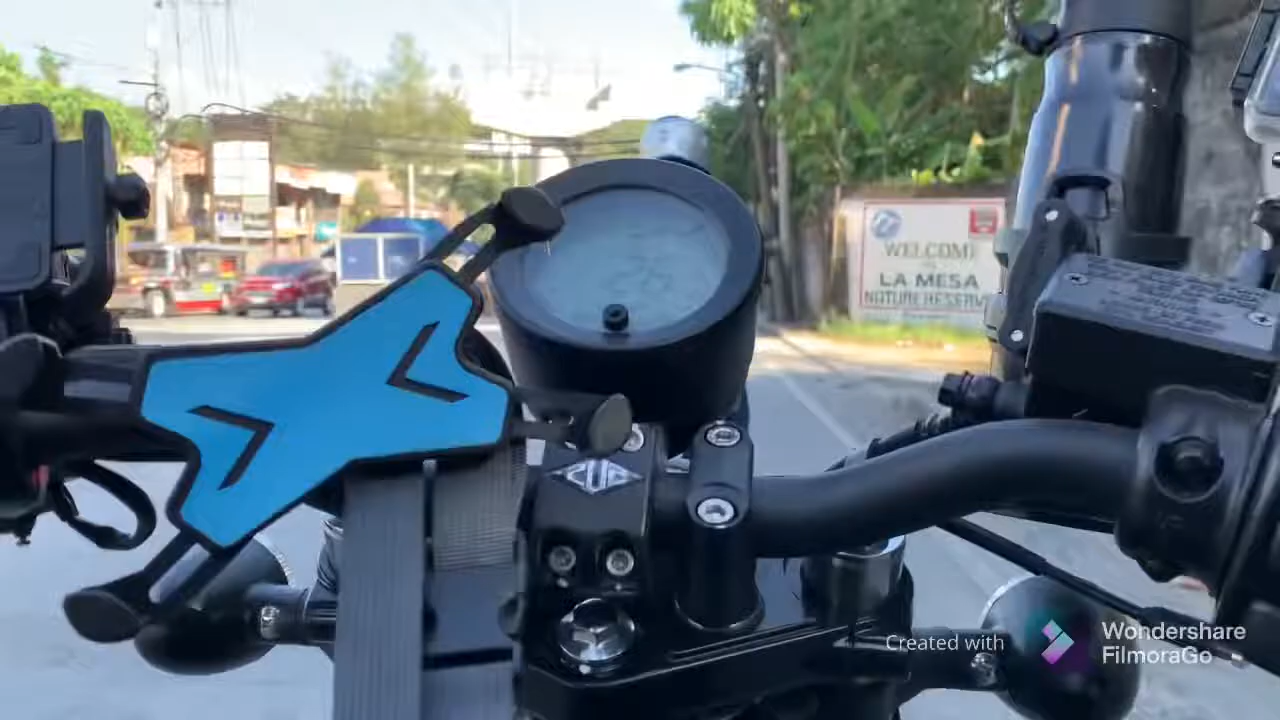 WELCOME
LA MESA
NATURE RESERVE
Created with
Wondershare
FilmoraGo